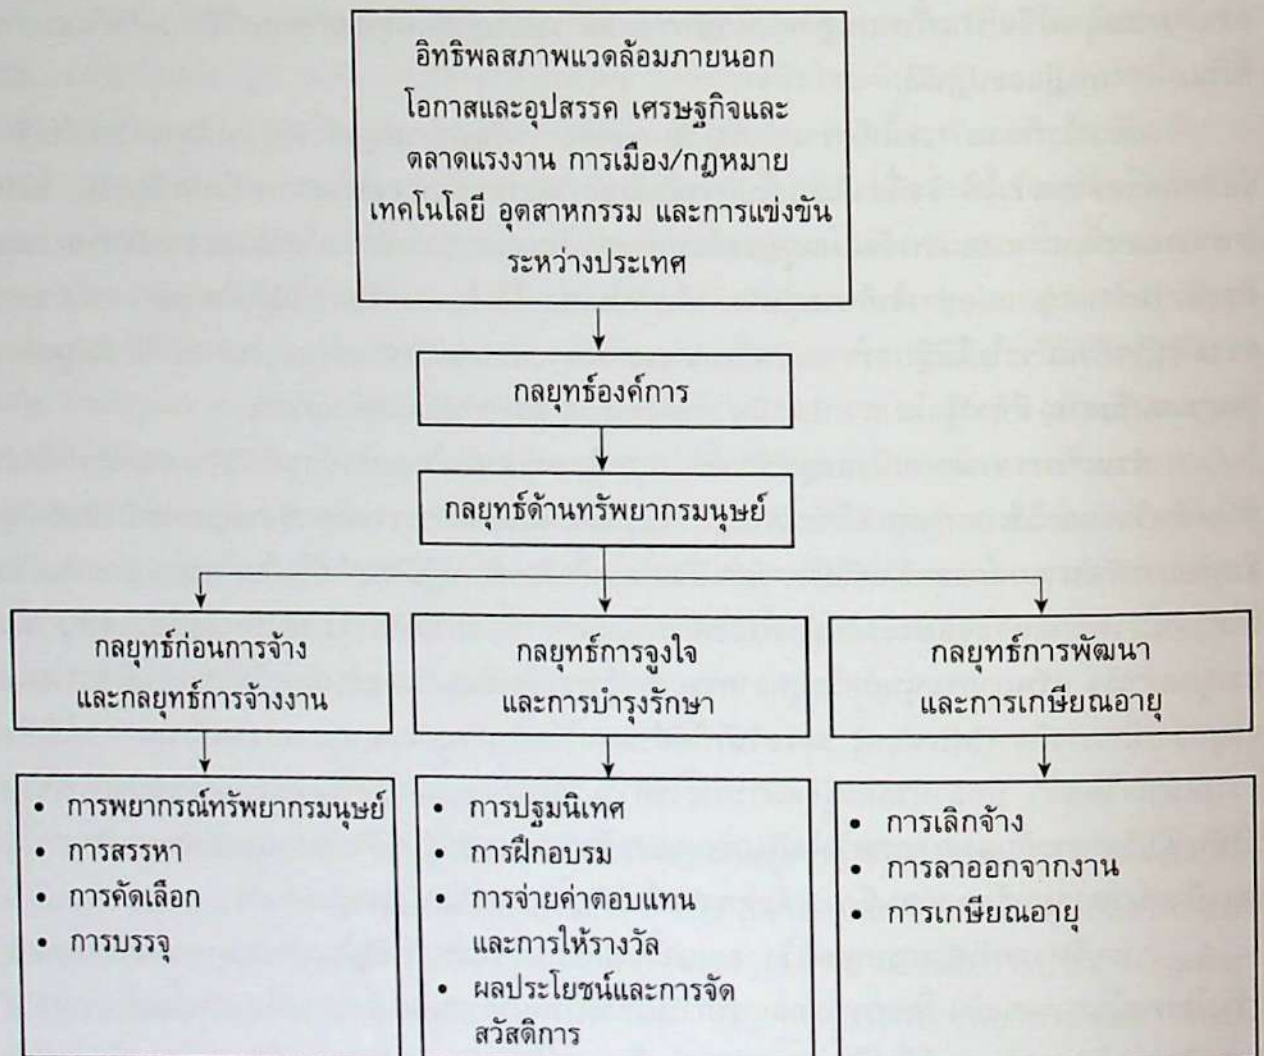 อิทธิพลสภาพแวดล้อมภายนอก
โอกาสและอุปสรรค เศรษฐกิจและ
ตลาดแรงงาน การเมือง/กฎหมาย
เทคโนโลยี อุตสาหกรรม และการแข่งขัน
ระหว่างประเทศ
กลยุทธ์องค์การ
กลยุทธ์ด้านทรัพยากรมนุษย์
กลยุทธ์ก่อนการจ้าง
และกลยุทธ์การจ้างงาน
• การพยากรณ์ทรัพยากรมนุษย์
• การสรรหา
• การคัดเลือก
• การบรรจุ
กลยุทธ์การจูงใจ
และการบำรุงรักษา
• การปฐมนิเทศ
• การฝึกอบรม
• การจ่ายค่าตอบแทน
และการให้รางวัล
• ผลประโยชน์และการจัด
สวัสดิการ
กลยุทธ์การพัฒนา
และการเกษียณอายุ
• การเลิกจ้าง
• การลาออกจากงาน
• การเกษียณอายุ